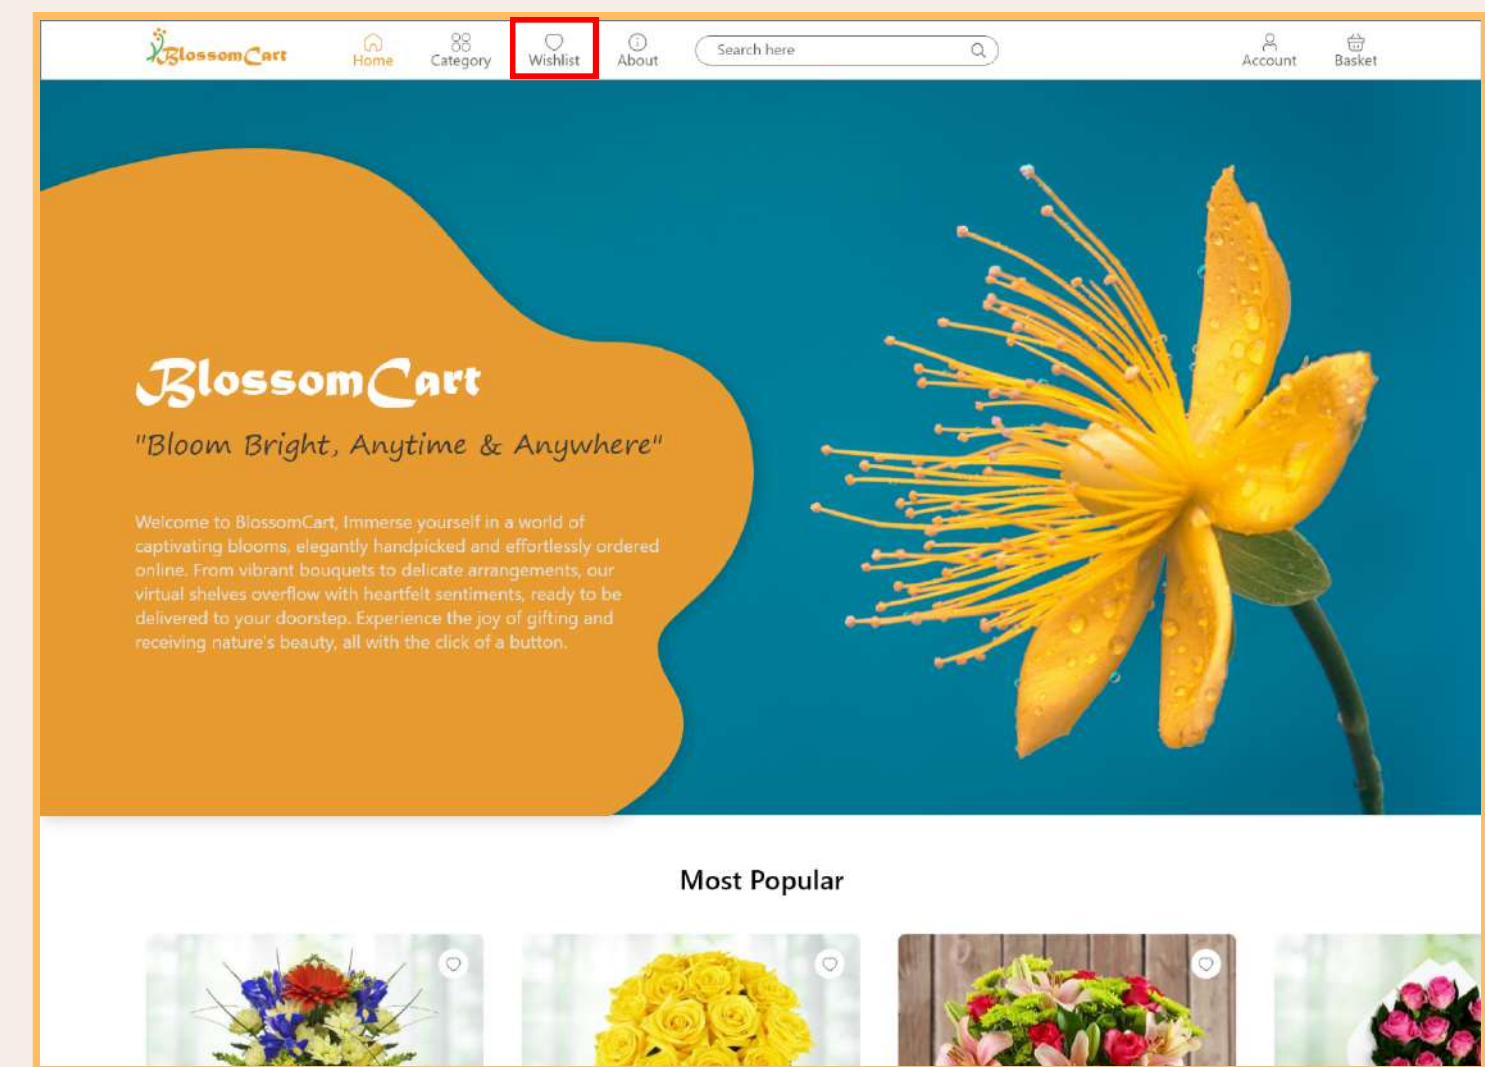 BlossomCart
Home
Category
Wishlist
About
Search here
Account
Basket
BlossomCart
"Bloom Bright, Anytime & Anywhere"
Welcome to BlossomCart, Immerse yourself in a world of
captivating blooms, elegantly handpicked and effortlessly ordered
online. From vibrant bouquets to delicate arrangements, our
virtual shelves overflow with heartfelt sentiments, ready to be
delivered to your doorstep. Experience the joy of gifting and
receiving nature's beauty, all with the click of a button.
Most Popular